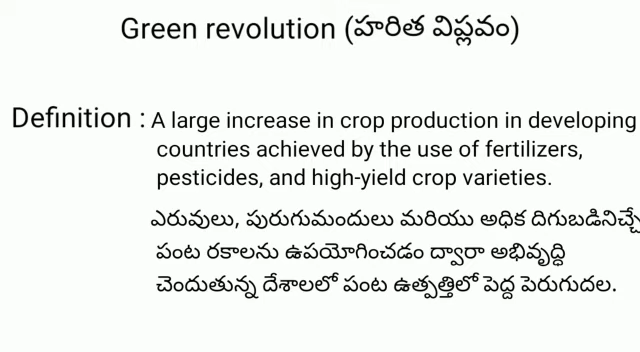 Green revolution (హరిత విప్లవం)
Definition : A large increase in crop production in developing
countries achieved by the use of fertilizers,
pesticides, and high-yield crop varieties.
ఎరువులు, పురుగుమందులు మరియు అధిక దిగుబడినిచ్చే
పంట రకాలను ఉపయోగించడం ద్వారా అభివృద్ధి
చెందుతున్న దేశాలలో పంట ఉత్పత్తిలో పెద్ద పెరుగుదల.